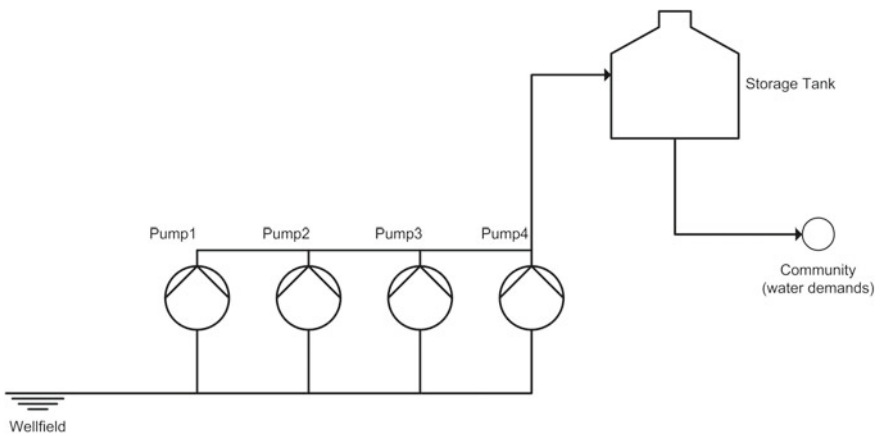 Storage Tank
Pump1
Pump2
Pump3
Pump4
Community
(water demands)
Wellfield